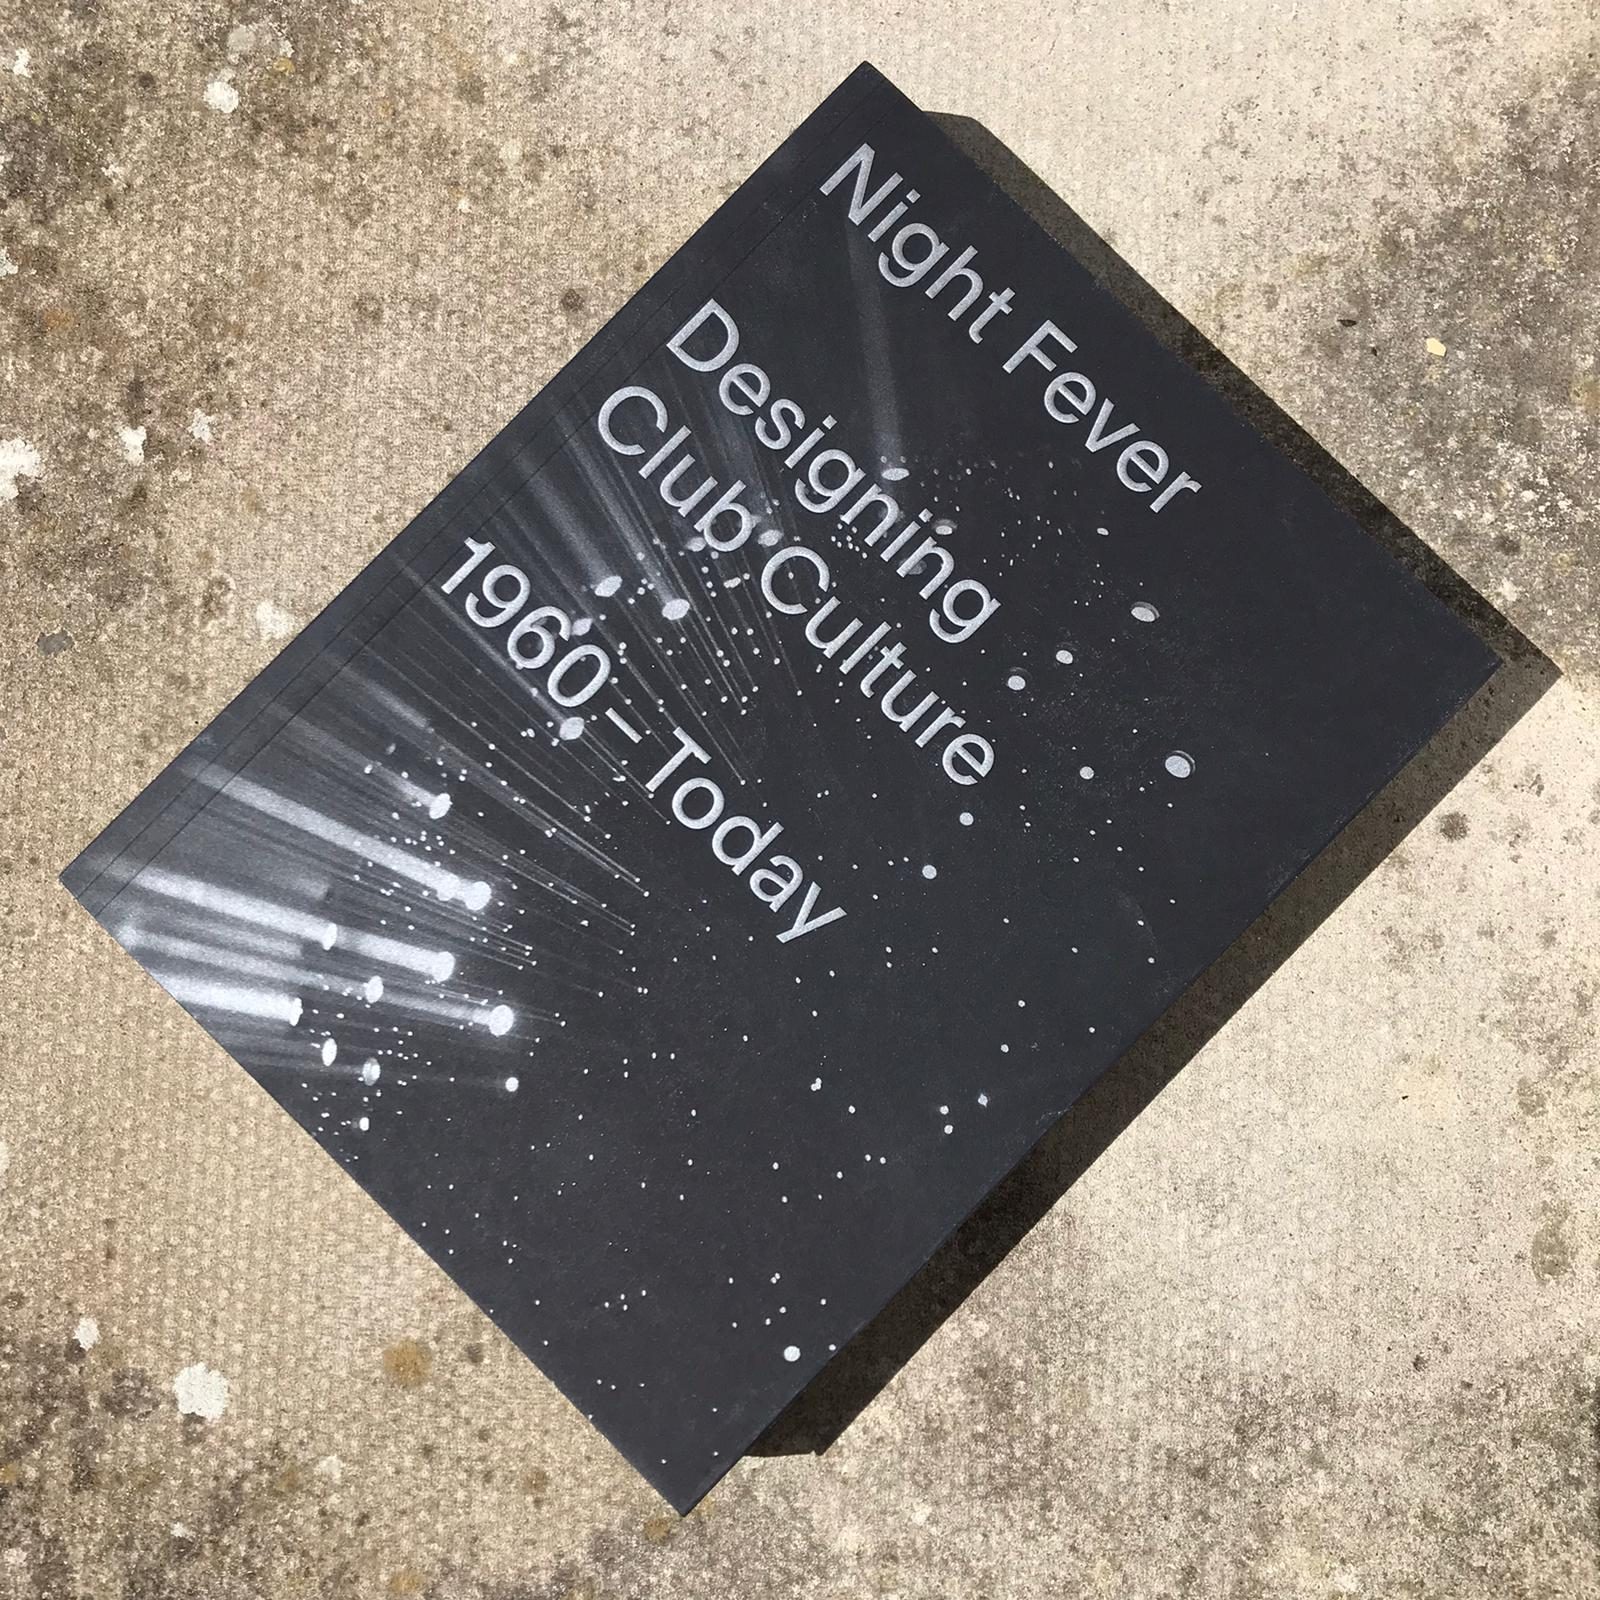 Night Fever
Designing
Club Culture
1960 – Today